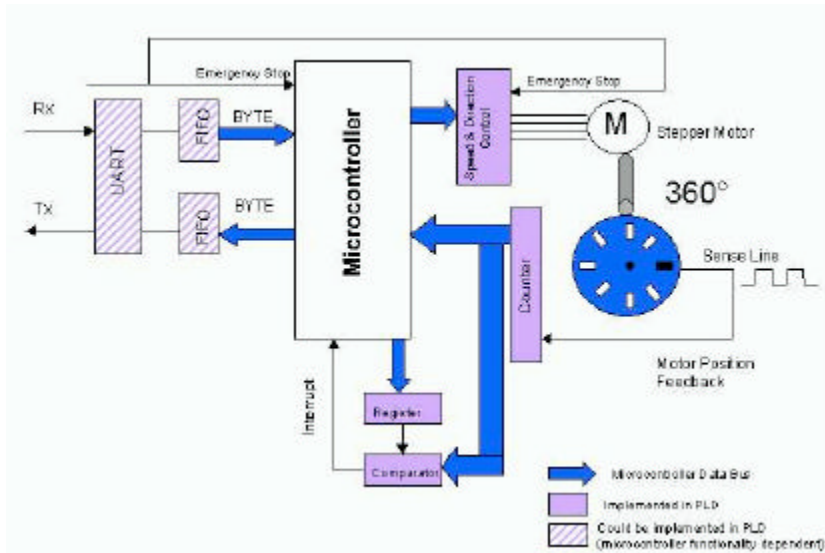 Emergency Stop
Emergency Stop
Rx
FIFO
BYTE
UART
Tx
FIFO
BYTE
Microcontroller
Speed & Direction
Control
M
Stepper Motor
360°
Sense Line
Counter
Motor Position
Feedback
Interrupt
Register
Comparator
Microcontroller Data Bus
Implemented in PLD
Could be implemented in PLD
(microcontroller functionality dependent)